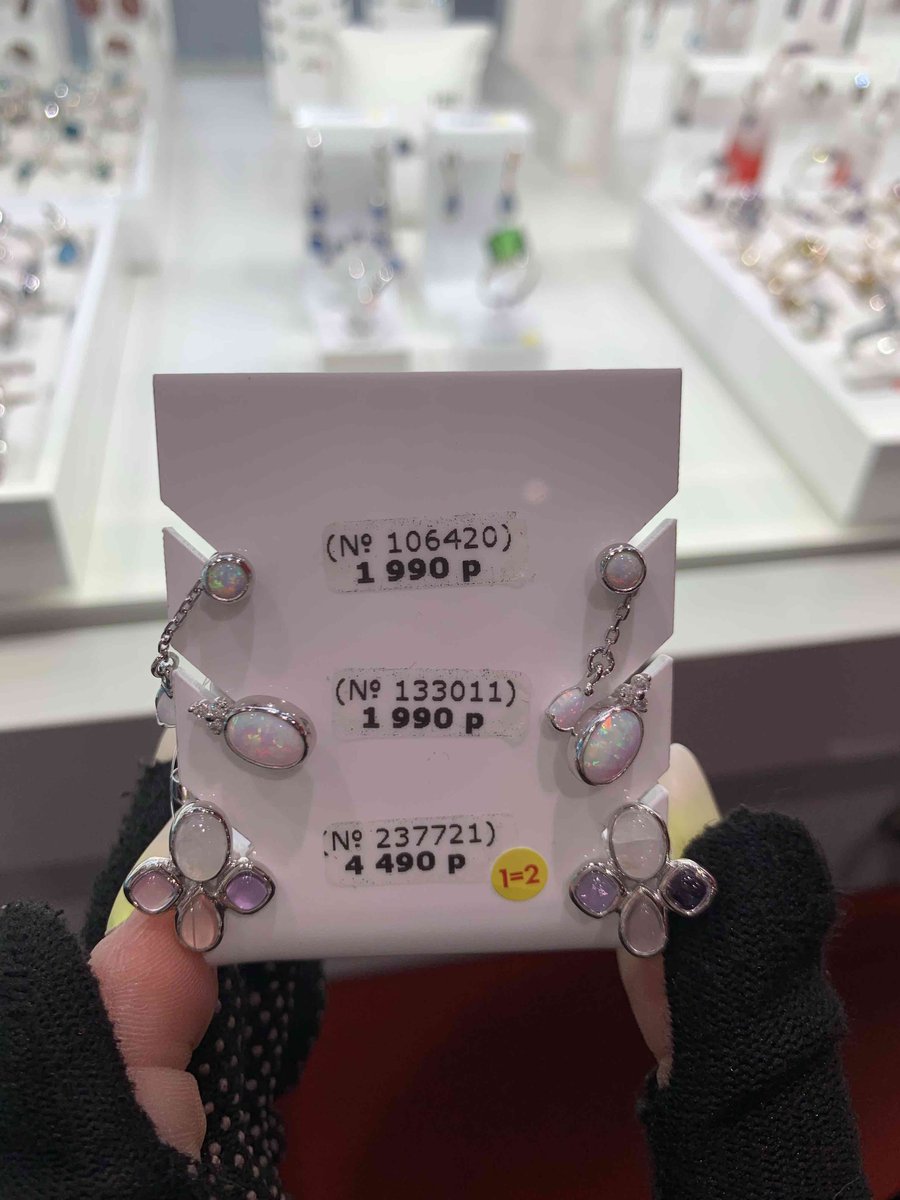 (№ 106420)
1 990 р
(№ 133011)
1 990 р
(№ 237721)
4 490 р
1=2